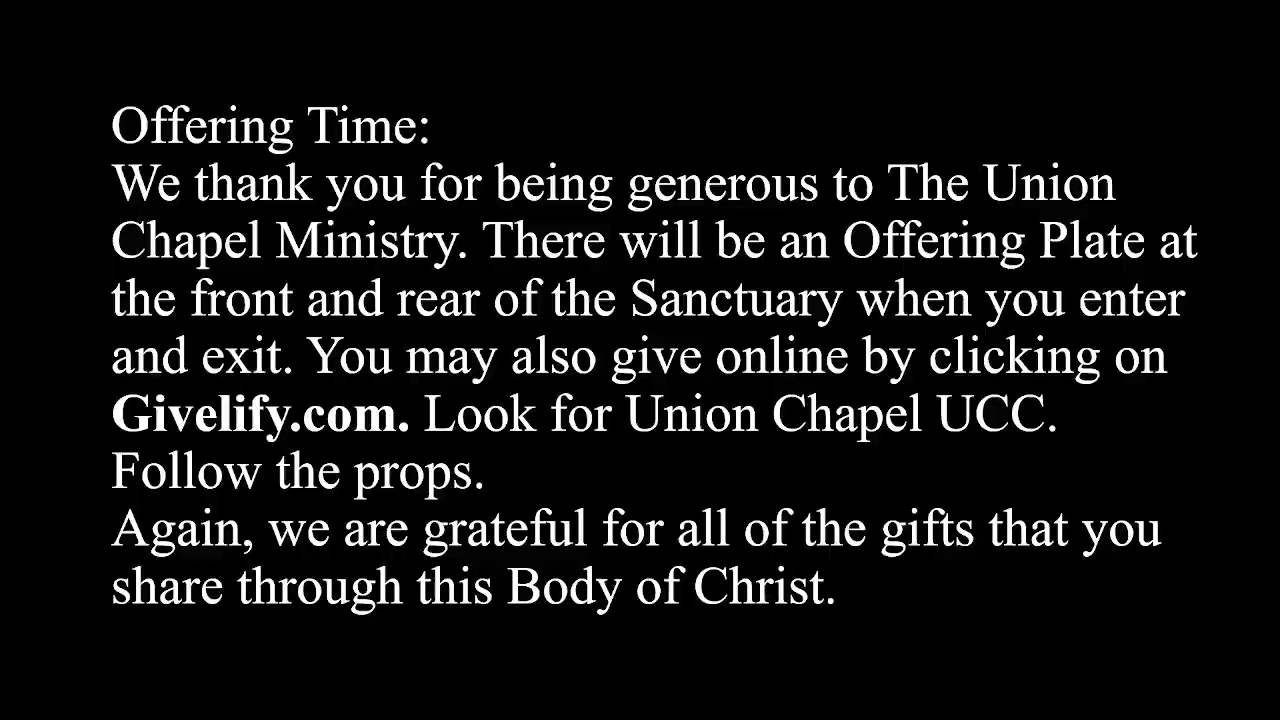 Offering Time:
We thank you for being generous to The Union
Chapel Ministry. There will be an Offering Plate at
the front and rear of the Sanctuary when you enter
and exit. You may also give online by clicking on
Givelify.com. Look for Union Chapel UCC.
Follow the props.
Again, we are grateful for all of the gifts that you
share through this Body of Christ.